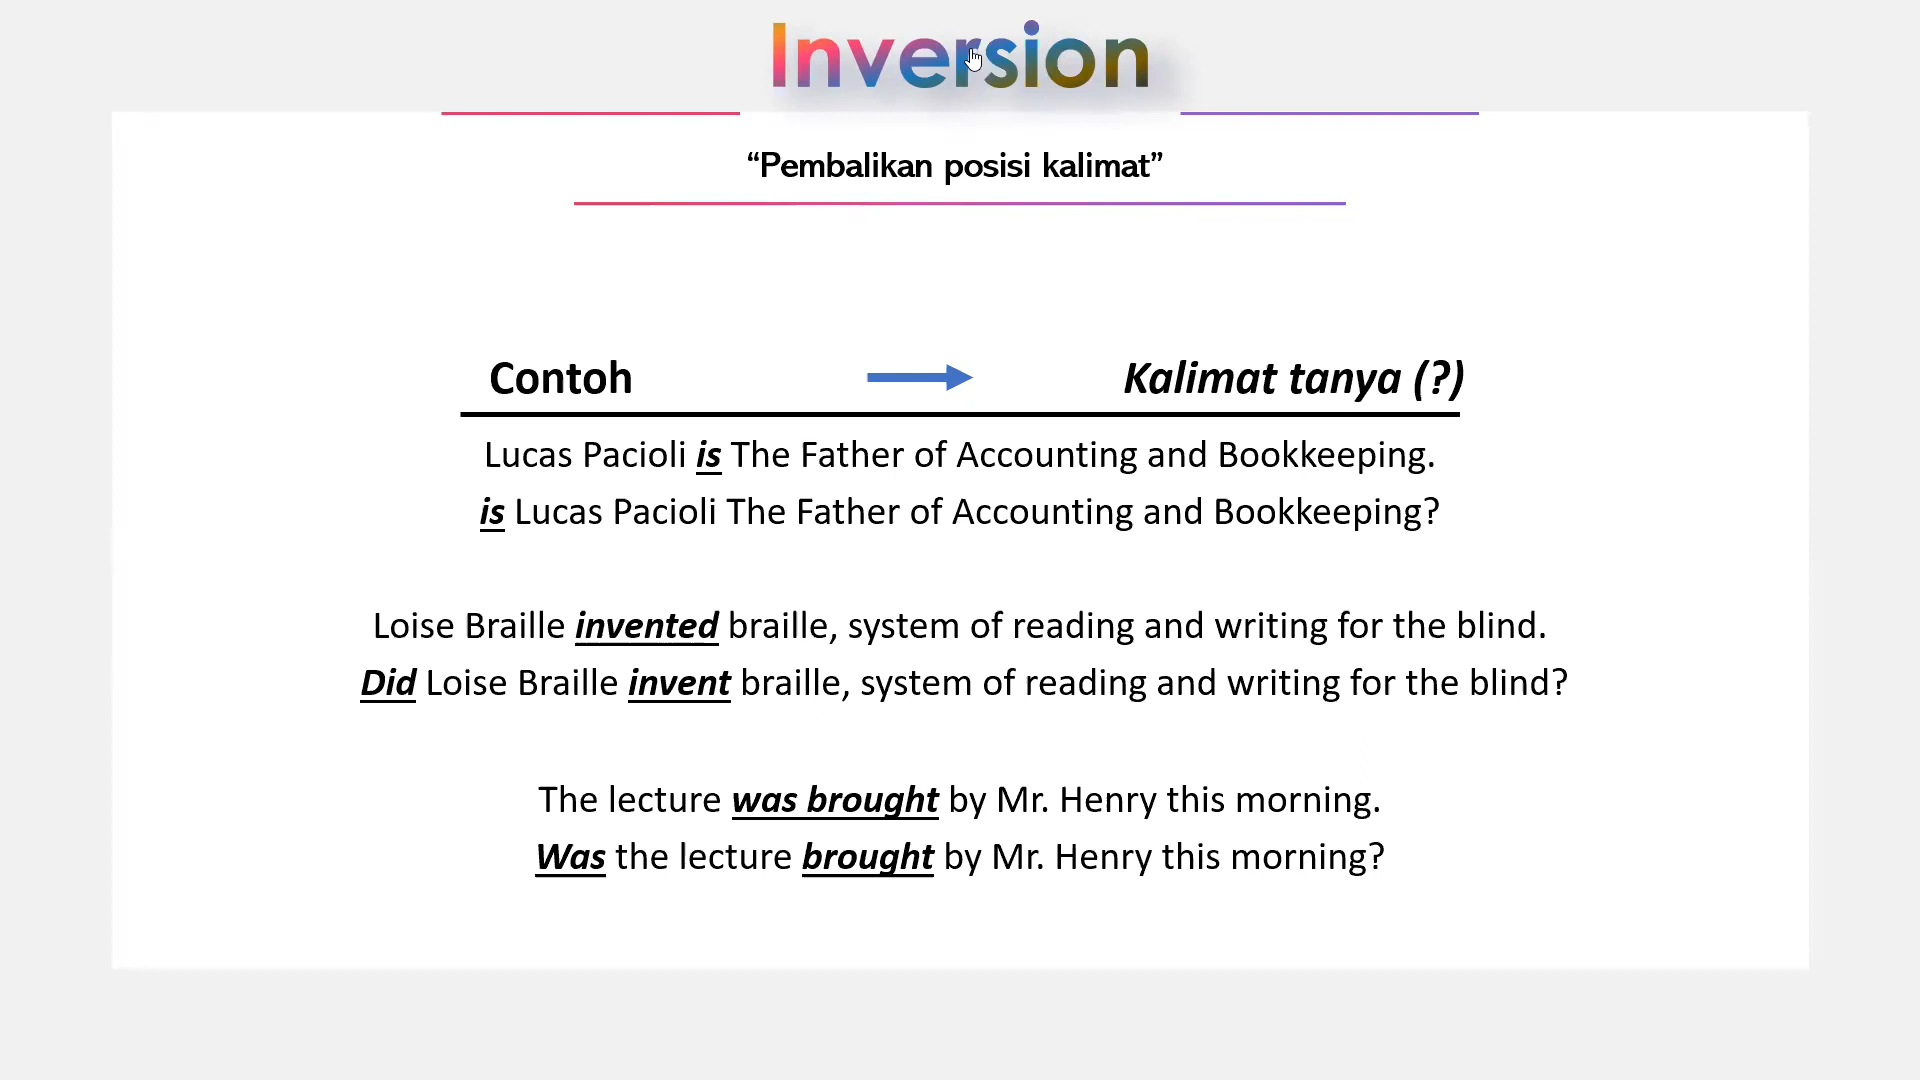 Inversion
“Pembalikan posisi kalimat”
Contoh Kalimat tanya (?)
Lucas Pacioli is The Father of Accounting and Bookkeeping.
is Lucas Pacioli The Father of Accounting and Bookkeeping?
Loise Braille invented braille, system of reading and writing for the blind.
Did Loise Braille invent braille, system of reading and writing for the blind?
The lecture was brought by Mr. Henry this morning.
Was the lecture brought by Mr. Henry this morning?